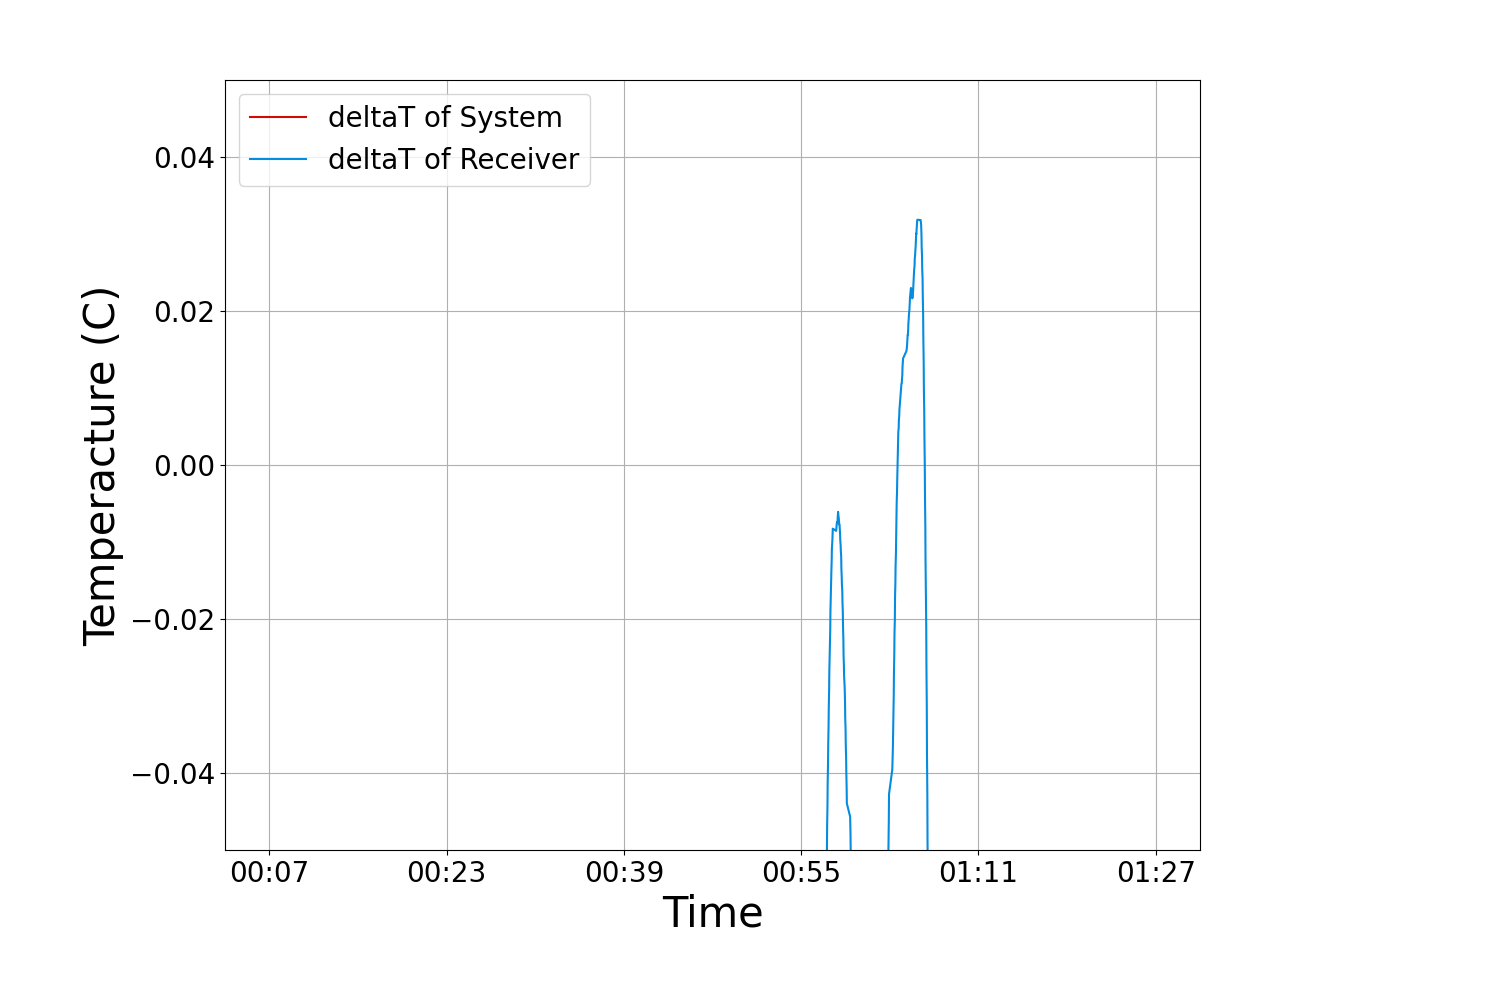 deltaT of System
deltaT of Receiver
0.04
0.02
0.00
−0.02
−0.04
Temperacture (C)
00:07 00:23 00:39 00:55 01:11 01:27
Time